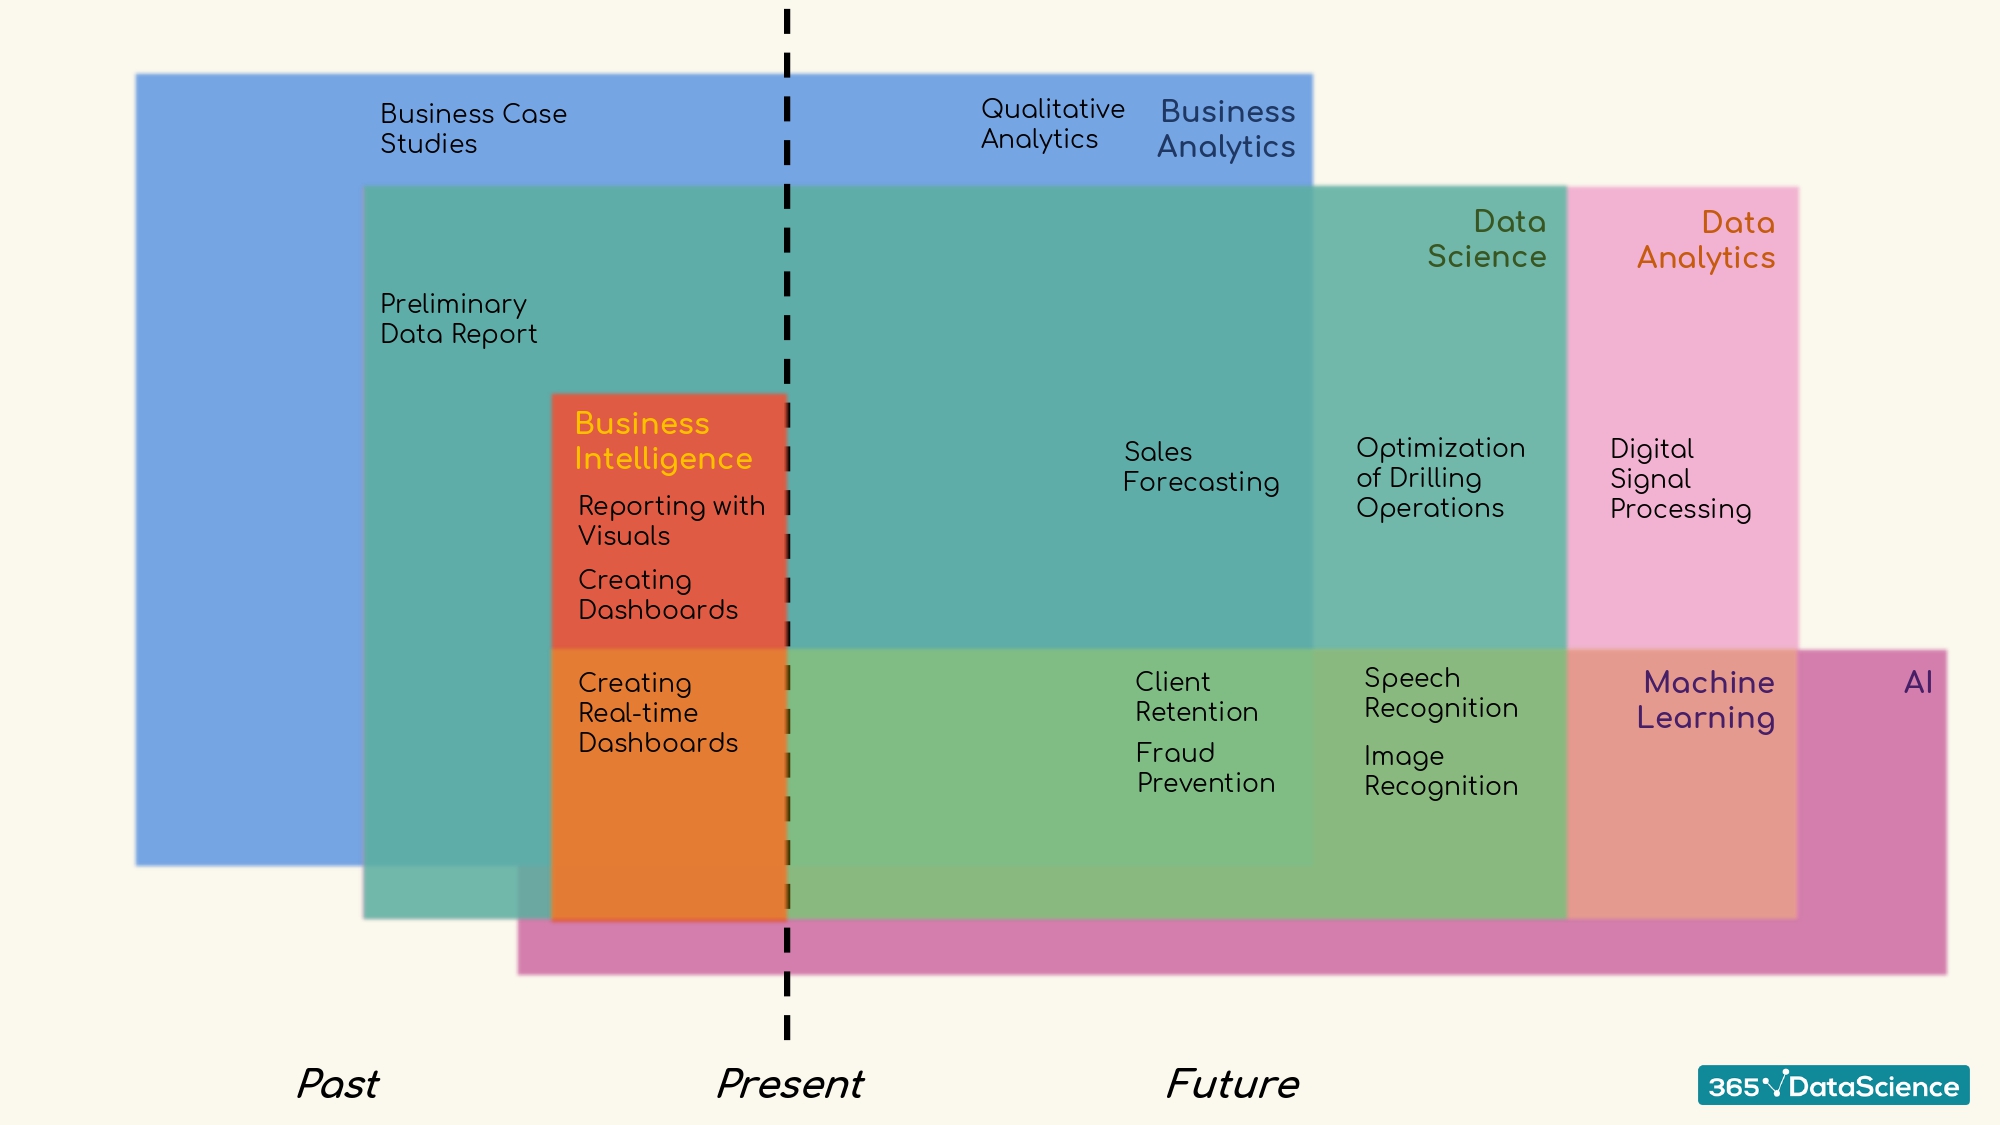 Business Case
Studies
Qualitative
Analytics
Business
Analytics
Data
Science
Data
Analytics
Preliminary
Data Report
Business
Intelligence
Reporting with
Visuals
Creating
Dashboards
Sales
Forecasting
Optimization
of Drilling
Operations
Digital
Signal
Processing
Creating
Real-time
Dashboards
Client
Retention
Fraud
Prevention
Speech
Recognition
Image
Recognition
Machine
Learning
AI
Past
Present
Future
365 DataScience